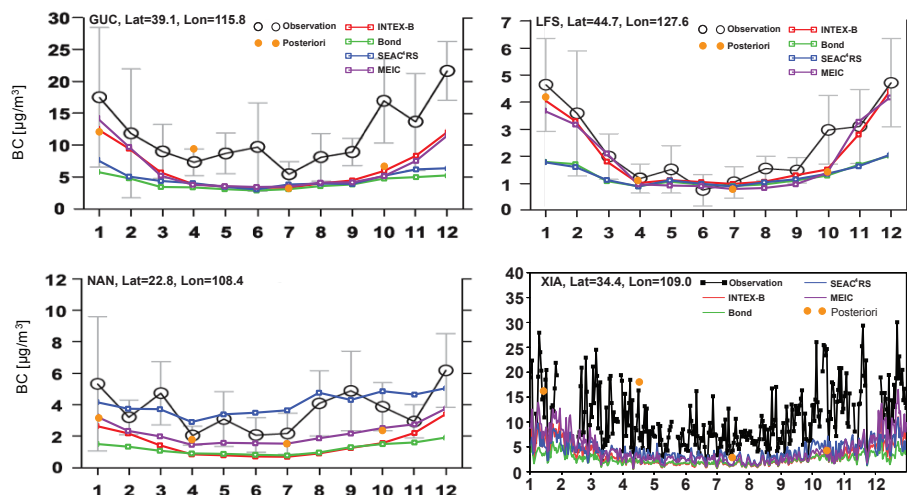 GUC, Lat=39.1, Lon=115.8
Observation
Posteriori
INTEX-B
Bond
SEAC⁴RS
MEIC
BC [µg/m³]
30
25
20
15
10
5
0
1 2 3 4 5 6 7 8 9 10 11 12
LFS, Lat=44.7, Lon=127.6
Observation
Posteriori
INTEX-B
Bond
SEAC⁴RS
MEIC
7
6
5
4
3
2
1
0
1 2 3 4 5 6 7 8 9 10 11 12
NAN, Lat=22.8, Lon=108.4
BC [µg/m³]
12
10
8
6
4
2
0
1 2 3 4 5 6 7 8 9 10 11 12
XIA, Lat=34.4, Lon=109.0
Observation
INTEX-B
Bond
SEAC⁴RS
MEIC
Posteriori
40
35
30
25
20
15
10
5
0
1 2 3 4 5 6 7 8 9 10 11 12